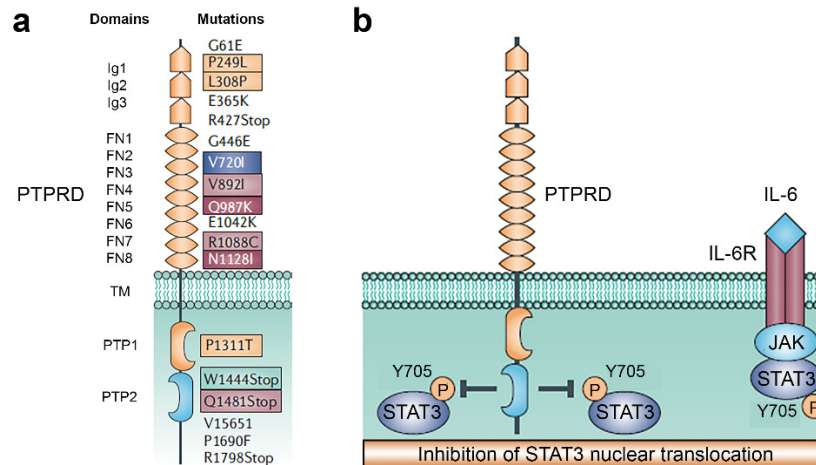 a
Domains
Mutations
PTPRD
Ig1
Ig2
Ig3
FN1
FN2
FN3
FN4
FN5
FN6
FN7
FN8
TM
PTP1
PTP2
G61E
P249L
L308P
E365K
R427Stop
G446E
V720I
V892I
Q987K
E1042K
R1088C
N1128I
P1311T
W1444Stop
Q1481Stop
V15651
P1690F
R1798Stop
b
PTPRD
IL-6
IL-6R
JAK
STAT3
Y705
P
Y705
P
STAT3
Y705
P
STAT3
Inhibition of STAT3 nuclear translocation